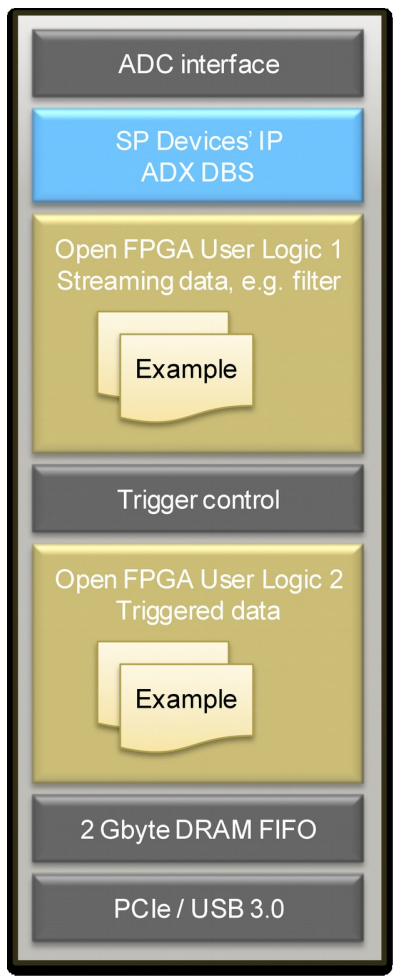 ADC interface
SP Devices’ IP
ADX DBS
Open FPGA User Logic 1
Streaming data, e.g. filter
Example
Trigger control
Open FPGA User Logic 2
Triggered data
Example
2 Gbyte DRAM FIFO
PCIe / USB 3.0